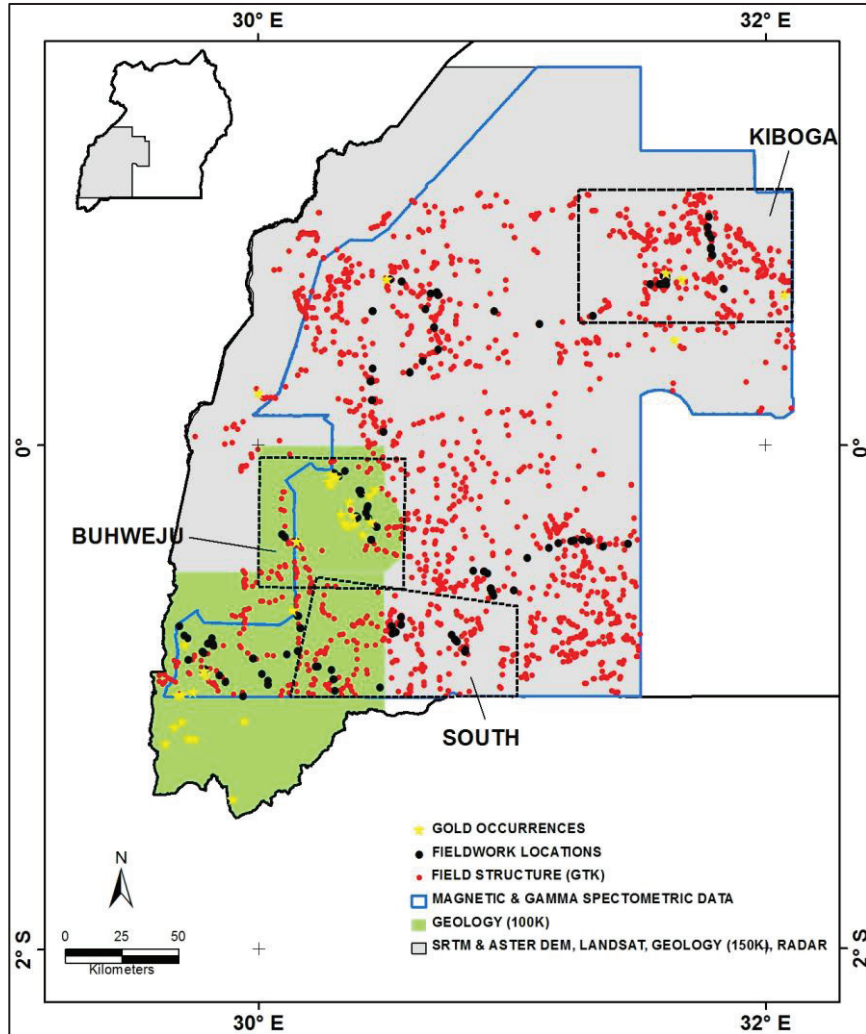 30° E
32° E
KIBOGA
0°
0°
BUHWEJU
SOUTH
GOLD OCCURRENCES
FIELDWORK LOCATIONS
FIELD STRUCTURE (GTK)
MAGNETIC & GAMMA SPECTOMETRIC DATA
GEOLOGY (100K)
SRTM & ASTER DEM, LANDSAT, GEOLOGY (150K), RADAR
N
0 25 50
Kilometers
2° S
2° S
30° E
32° E